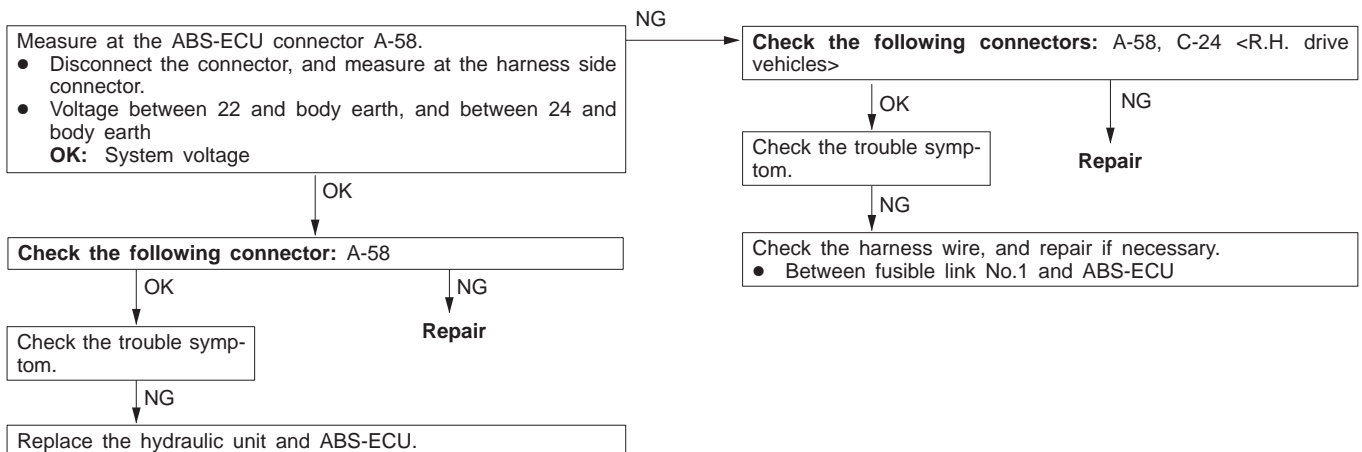 Measure at the ABS-ECU connector A-58.
● Disconnect the connector, and measure at the harness side
connector.
● Voltage between 22 and body earth, and between 24 and
body earth
OK: System voltage
OK
Check the following connector: A-58
OK
NG
Repair
Check the trouble symp-
tom.
NG
Replace the hydraulic unit and ABS-ECU.
NG
Check the following connectors: A-58, C-24 <R.H. drive
vehicles>
OK
NG
Check the trouble symp-
tom.
Repair
NG
Check the harness wire, and repair if necessary.
● Between fusible link No.1 and ABS-ECU